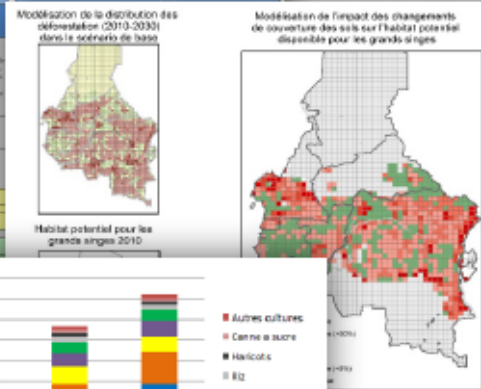 Modélisation de la distribution des
déforestation (2010-2030)
dans le scénario de base
Modélisation de l'impact des changements
de couverture des sols sur l'habitat potentiel
disponible pour les grands singes
Habitat potentiel pour les
grands singes 2010
Autres cultures
Canne à sucre
Haricots
Riz